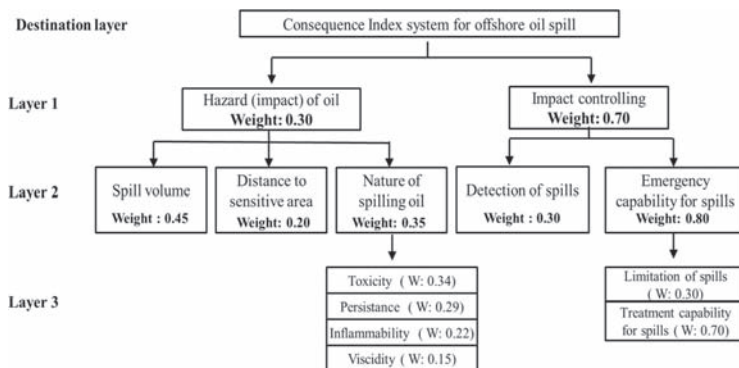 Destination layer
Consequence Index system for offshore oil spill
Layer 1
Hazard (impact) of oil
Weight: 0.30
Impact controlling
Weight: 0.70
Layer 2
Spill volume
Weight : 0.45
Distance to
sensitive area
Weight: 0.20
Nature of
spilling oil
Weight: 0.35
Detection of spills
Weight : 0.30
Emergency
capability for spills
Weight: 0.80
Layer 3
Toxicity ( W: 0.34)
Persistance ( W: 0.29)
Inflammability ( W: 0.22)
Viscidity ( W: 0.15)
Limitation of spills
( W: 0.30)
Treatment capability
for spills ( W: 0.70)